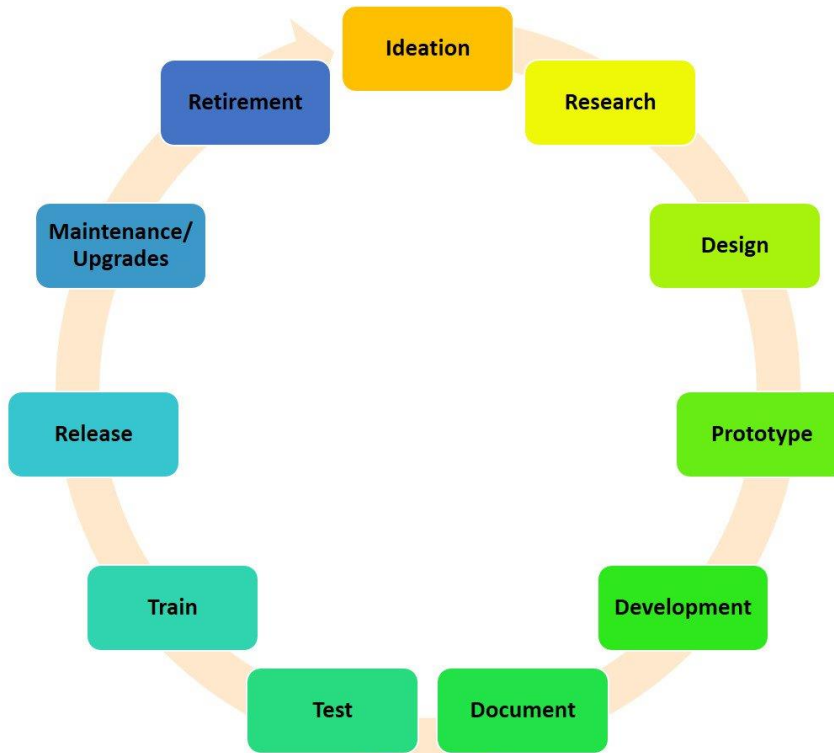 Ideation
Research
Design
Prototype
Development
Document
Test
Train
Release
Maintenance/
Upgrades
Retirement